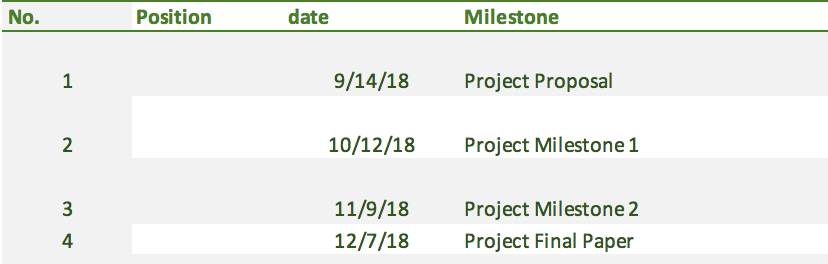 No. Position date Milestone
1 9/14/18 Project Proposal
2 10/12/18 Project Milestone 1
3 11/9/18 Project Milestone 2
4 12/7/18 Project Final Paper